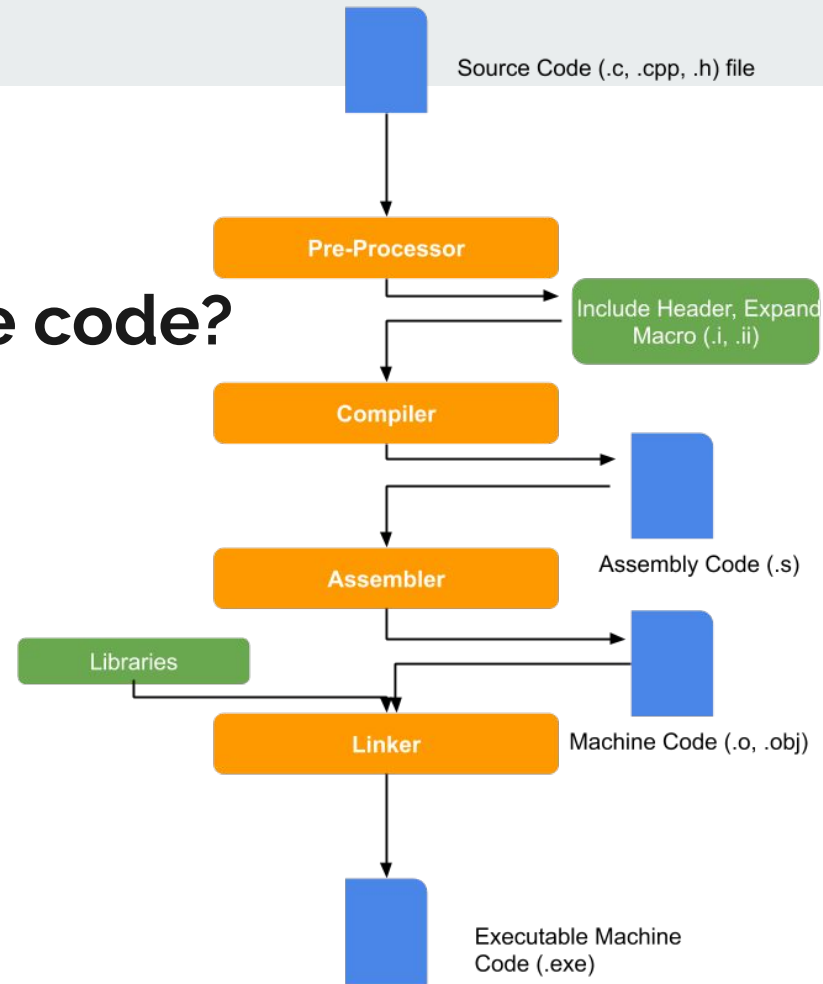 Source Code (.c, .cpp, .h) file
Pre-Processor
e code?
Include Header, Expand
Macro (.i, .ii)
Compiler
Assembly Code (.s)
Assembler
Libraries
Linker
Machine Code (.o, .obj)
Executable Machine
Code (.exe)